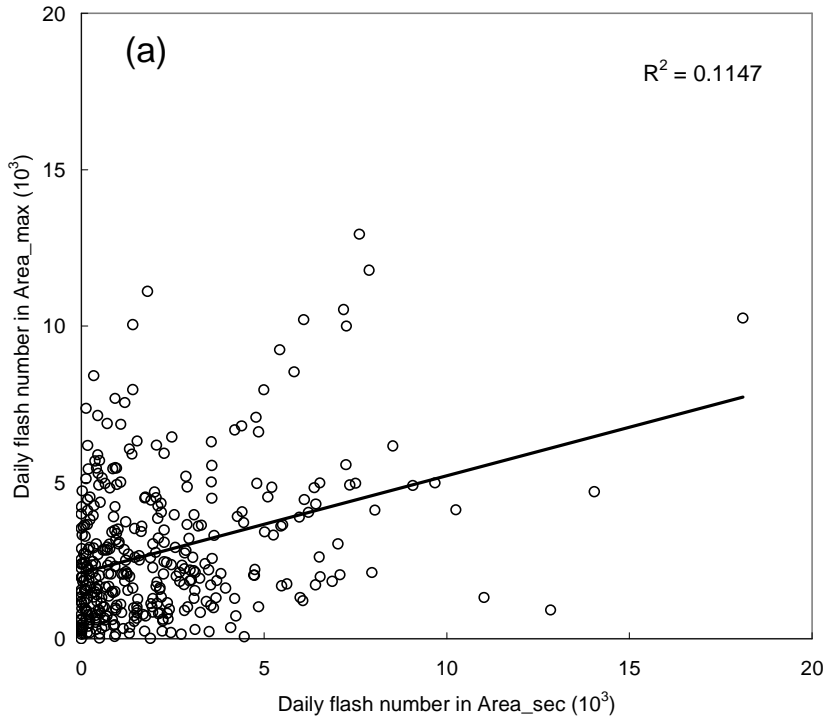 (a)
R² = 0.1147
Daily flash number in Area_max (10³)
20
15
10
5
0
0 5 10 15 20
Daily flash number in Area_sec (10³)